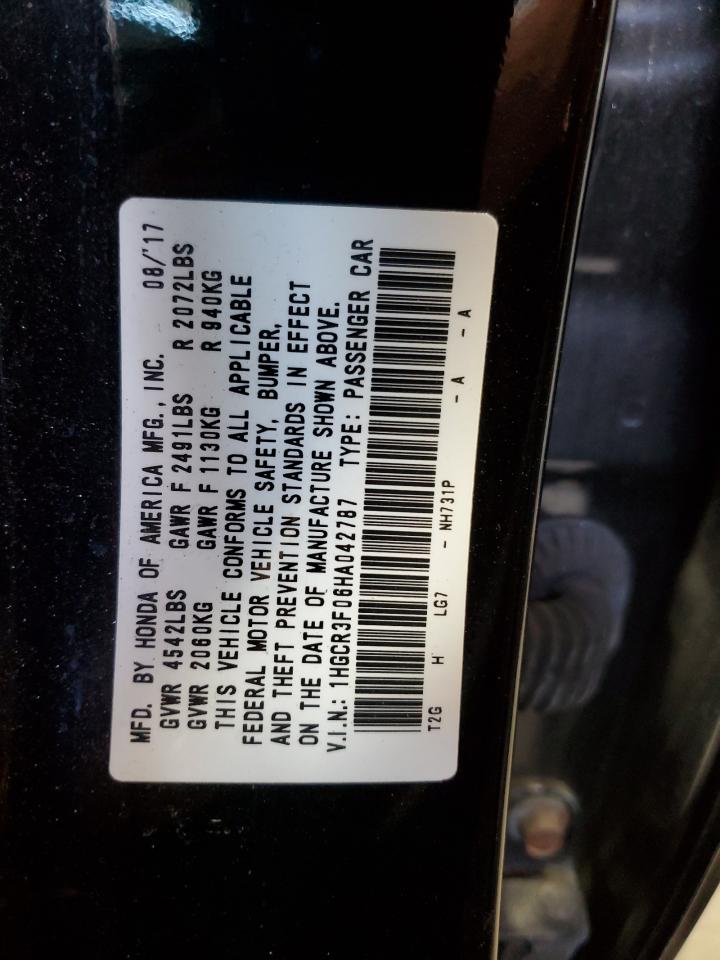 MFD. BY HONDA OF AMERICA MFG., INC. 08/'17
GVWR 4542LBS GAWR F 2491LBS R 2072LBS
GVWR 2060KG GAWR F 1130KG R 940KG
THIS VEHICLE CONFORMS TO ALL APPLICABLE
FEDERAL MOTOR VEHICLE SAFETY, BUMPER,
AND THEFT PREVENTION STANDARDS IN EFFECT
ON THE DATE OF MANUFACTURE SHOWN ABOVE.
V.I.N.: 1HGCR3F06HA042787 TYPE: PASSENGER CAR
T2G H LG7 - NH731P - A - A